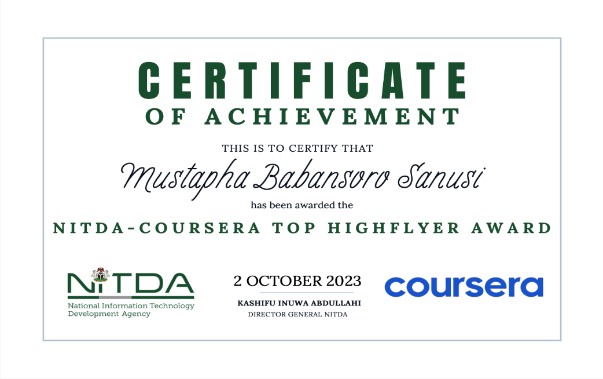 CERTIFICATE
OF ACHIEVEMENT
THIS IS TO CERTIFY THAT
Mustapha Babansoro Sanusi
has been awarded the
NITDA-COURSERA TOP HIGHFLYER AWARD
NiTDA
National Information Technology
Development Agency
2 OCTOBER 2023
KASHIFU INUWA ABDULLAHI
DIRECTOR GENERAL NITDA
coursera